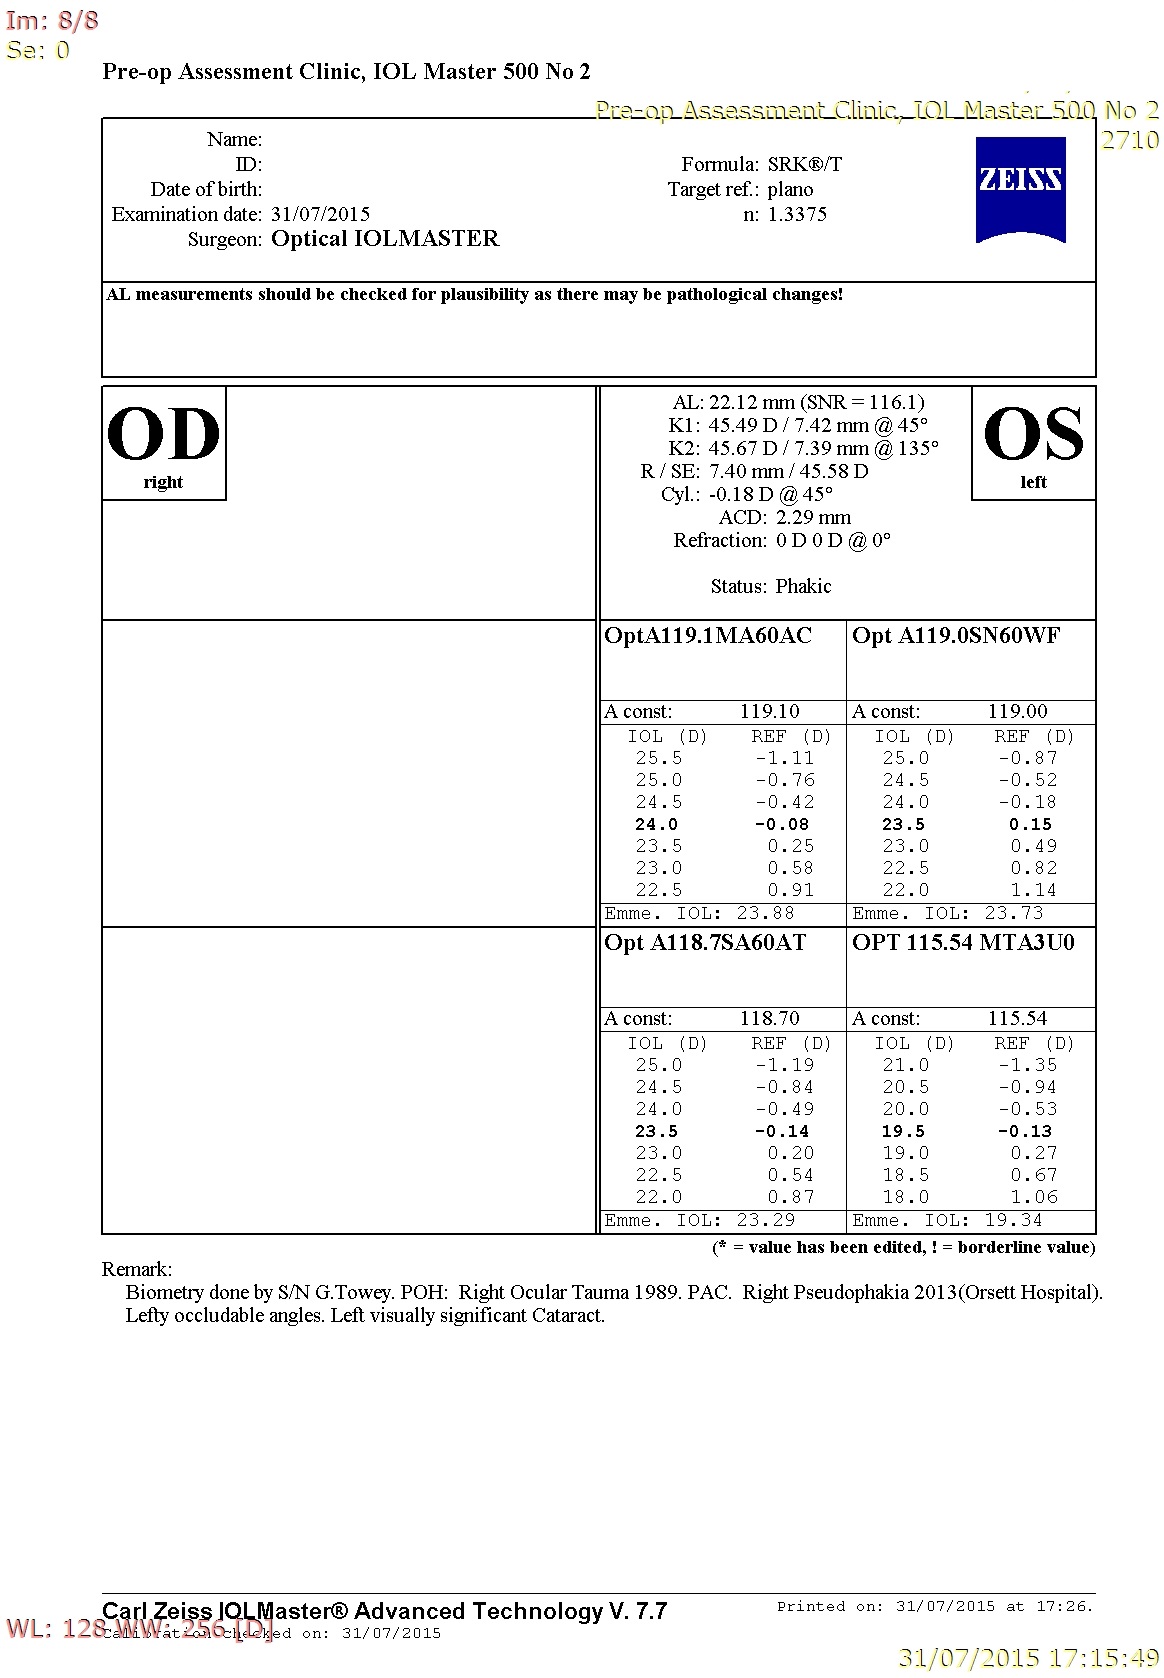 Im: 8/8
Se: 0
Pre-op Assessment Clinic, IOL Master 500 No 2
Pre-op Assessment Clinic, IOL Master 500 No 2
2710
Name:
ID:
Date of birth:
Examination date: 31/07/2015
Surgeon: Optical IOLMASTER
Formula: SRK®/T
Target ref.: plano
n: 1.3375
ZEISS
AL measurements should be checked for plausibility as there may be pathological changes!
OD
right
AL: 22.12 mm (SNR = 116.1)
K1: 45.49 D / 7.42 mm @ 45°
K2: 45.67 D / 7.39 mm @ 135°
R / SE: 7.40 mm / 45.58 D
Cyl.: -0.18 D @ 45°
ACD: 2.29 mm
Refraction: 0 D 0 D @ 0°
Status: Phakic
OS
left
OptA119.1MA60AC
A const: 119.10
IOL (D) REF (D)
25.5 -1.11
25.0 -0.76
24.5 -0.42
24.0 -0.08
23.5 0.25
23.0 0.58
22.5 0.91
Emme. IOL: 23.88
Opt A119.0SN60WF
A const: 119.00
IOL (D) REF (D)
25.0 -0.87
24.5 -0.52
24.0 -0.18
23.5 0.15
23.0 0.49
22.5 0.82
22.0 1.14
Emme. IOL: 23.73
Opt A118.7SA60AT
A const: 118.70
IOL (D) REF (D)
25.0 -1.19
24.5 -0.84
24.0 -0.49
23.5 -0.14
23.0 0.20
22.5 0.54
22.0 0.87
Emme. IOL: 23.29
OPT 115.54 MTA3U0
A const: 115.54
IOL (D) REF (D)
21.0 -1.35
20.5 -0.94
20.0 -0.53
19.5 -0.13
19.0 0.27
18.5 0.67
18.0 1.06
Emme. IOL: 19.34
(* = value has been edited, ! = borderline value)
Remark:
Biometry done by S/N G.Towey. POH: Right Ocular Tauma 1989. PAC. Right Pseudophakia 2013(Orsett Hospital).
Lefty occludable angles. Left visually significant Cataract.
Carl Zeiss IOLMaster® Advanced Technology V. 7.7
Printed on: 31/07/2015 at 17:26.
WL: 128 WW: 256 [D]
Calibration checked on: 31/07/2015
31/07/2015 17:15:49